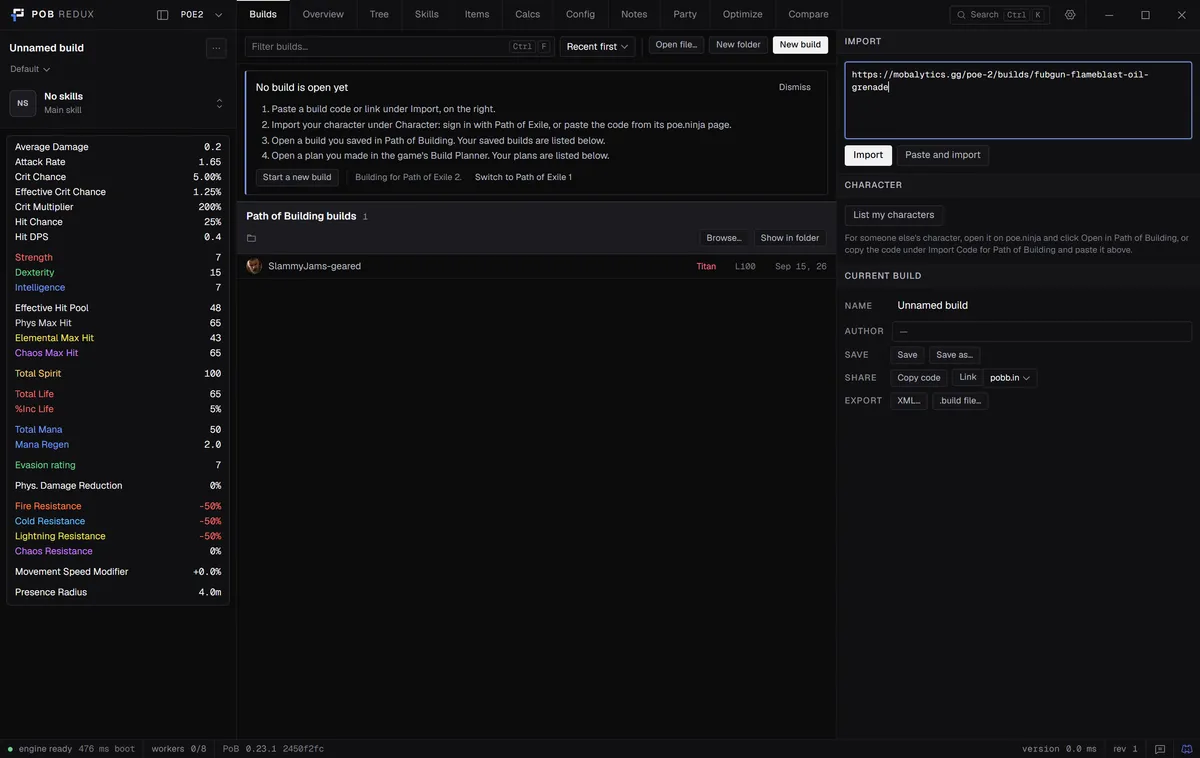 POB REDUX
POE2
Builds
Overview
Tree
Skills
Items
Calcs
Config
Notes
Party
Optimize
Compare
Search Ctrl K
Unnamed build
...
Default
NS
No skills
Main skill
Average Damage 0.2
Attack Rate 1.65
Crit Chance 5.00%
Effective Crit Chance 1.25%
Crit Multiplier 200%
Hit Chance 25%
Hit DPS 0.4
Strength 7
Dexterity 15
Intelligence 7
Effective Hit Pool 48
Phys Max Hit 65
Elemental Max Hit 43
Chaos Max Hit 65
Total Spirit 100
Total Life 65
%Inc Life 5%
Total Mana 50
Mana Regen 2.0
Evasion rating 7
Phys. Damage Reduction 0%
Fire Resistance -50%
Cold Resistance -50%
Lightning Resistance -50%
Chaos Resistance 0%
Movement Speed Modifier +0.0%
Presence Radius 4.0m
Filter builds... Ctrl F
Recent first
Open file...
New folder
New build
No build is open yet
Dismiss
1. Paste a build code or link under Import, on the right.
2. Import your character under Character: sign in with Path of Exile, or paste the code from its poe.ninja page.
3. Open a build you saved in Path of Building. Your saved builds are listed below.
4. Open a plan you made in the game's Build Planner. Your plans are listed below.
Start a new build
Building for Path of Exile 2.
Switch to Path of Exile 1
Path of Building builds 1
Browse...
Show in folder
SlammyJams-geared Titan L100 Sep 15, 26
IMPORT
https://mobalytics.gg/poe-2/builds/fubgun-flameblast-oil-
grenade
Import
Paste and import
CHARACTER
List my characters
For someone else's character, open it on poe.ninja and click Open in Path of Building, or
copy the code under Import Code for Path of Building and paste it above.
CURRENT BUILD
NAME Unnamed build
AUTHOR —
SAVE Save Save as...
SHARE Copy code Link pobb.in
EXPORT XML... .build file...
engine ready 476 ms boot
workers 0/8
PoB 0.23.1 2450f2fc
version 0.0 ms
rev 1